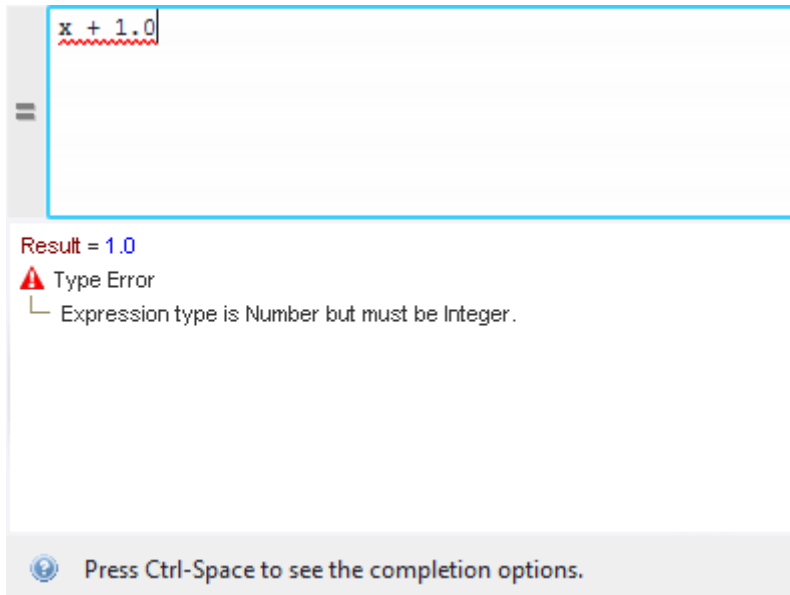 x + 1.0
=
Result = 1.0
Type Error
Expression type is Number but must be Integer.
Press Ctrl-Space to see the completion options.